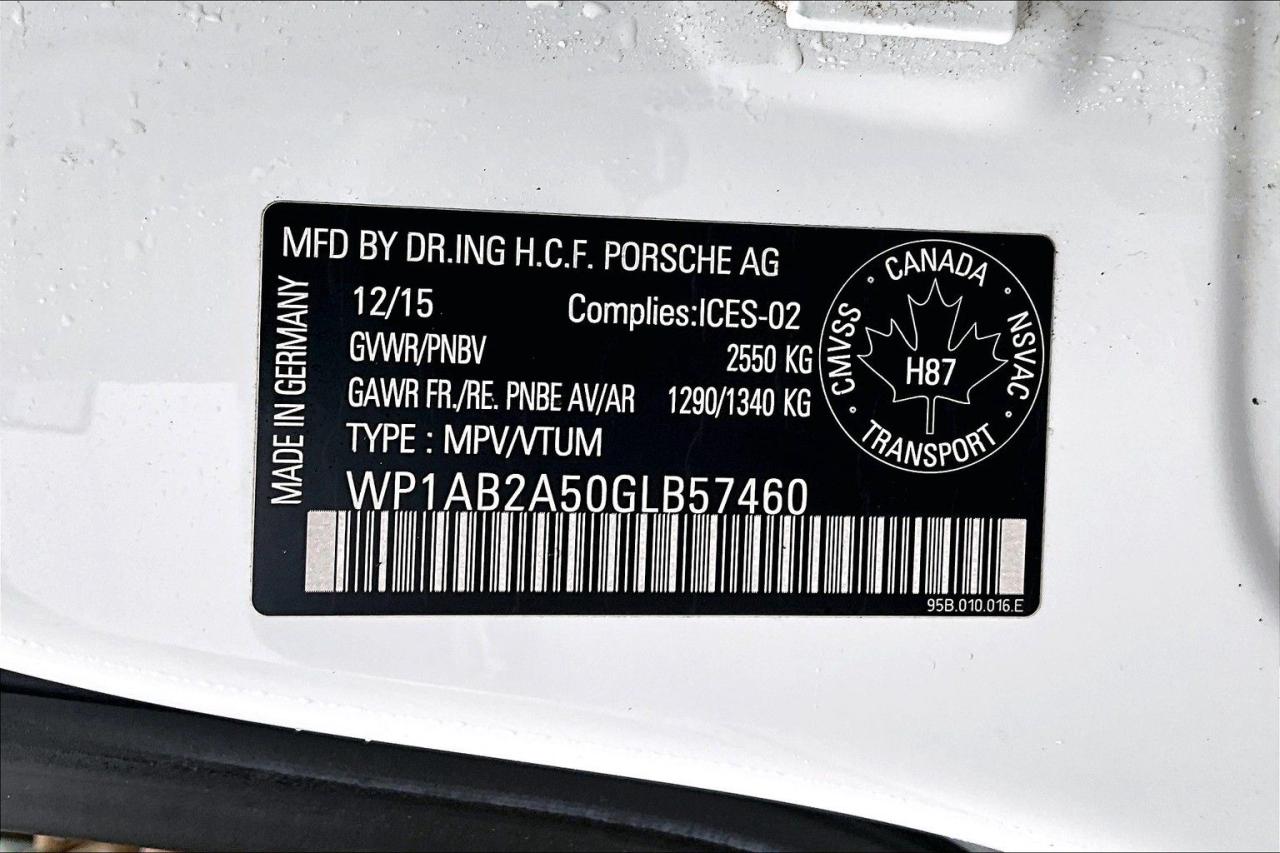 MFD BY DR.ING H.C.F. PORSCHE AG
MADE IN GERMANY
12/15 Complies:ICES-02
GVWR/PNBV 2550 KG
GAWR FR./RE. PNBE AV/AR 1290/1340 KG
TYPE : MPV/VTUM
WP1AB2A50GLB57460
CANADA
CMVSS
NSVAC
H87
TRANSPORT
95B.010.016.E